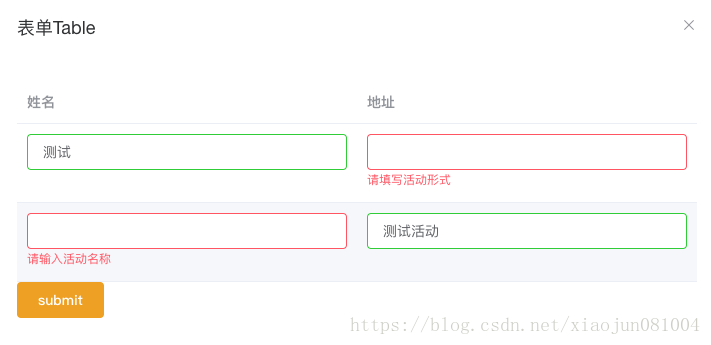 表单Table
姓名 地址
测试
请填写活动形式
测试活动
请输入活动名称
submit
https://blog.csdn.net/xiaojun081004